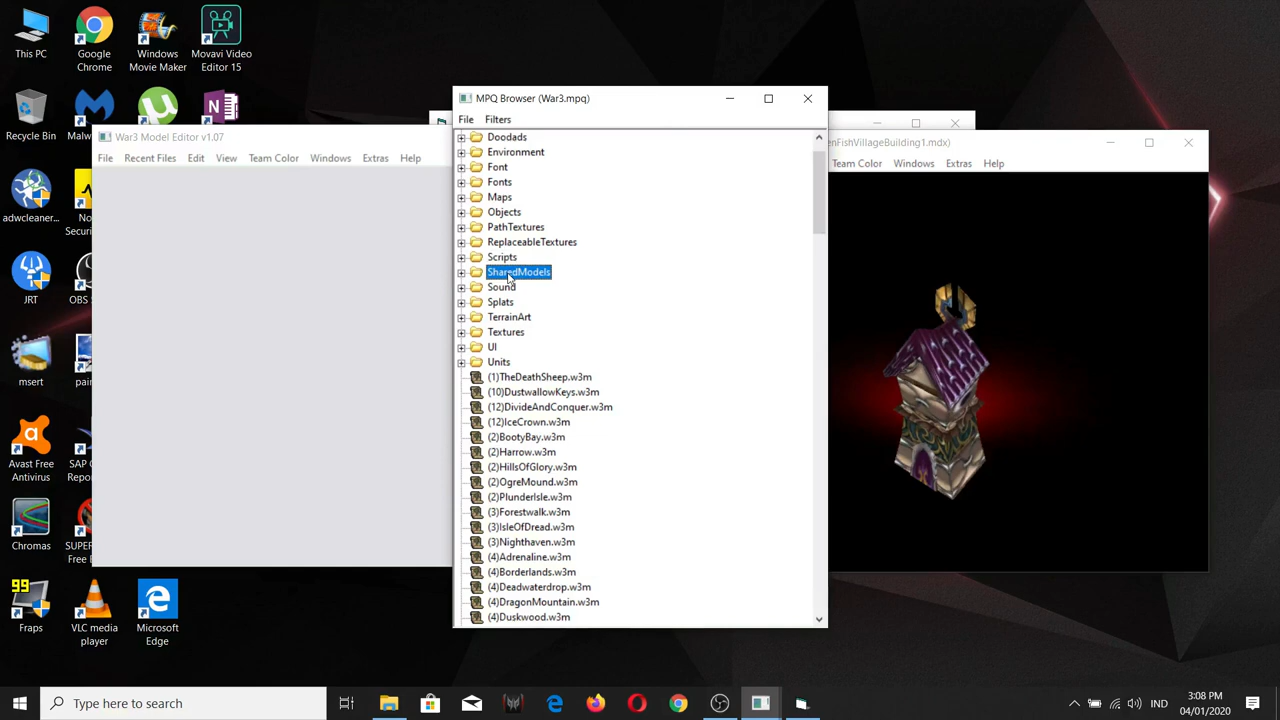 This PC
Google
Chrome
Windows
Movie Maker
Movavi Video
Editor 15
Recycle Bin
Malw
adwcleaner...
No
Securi
JRT
OBS S
msert
pain
Avast Free
Antivirus
SAP C
Chromas
SUPER
Free E
Fraps
99
VLC media
player
Microsoft
Edge
War3 Model Editor v1.07
File Recent Files Edit View Team Color Windows Extras Help
MPQ Browser (War3.mpq)
File Filters
Doodads
Environment
Font
Fonts
Maps
Objects
PathTextures
ReplaceableTextures
Scripts
SharedModels
Sound
Splats
TerrainArt
Textures
UI
Units
(1)TheDeathSheep.w3m
(10)DustwallowKeys.w3m
(12)DivideAndConquer.w3m
(12)IceCrown.w3m
(2)BootyBay.w3m
(2)Harrow.w3m
(2)HillsOfGlory.w3m
(2)OgreMound.w3m
(2)PlunderIsle.w3m
(3)Forestwalk.w3m
(3)IsleOfDread.w3m
(3)Nighthaven.w3m
(4)Adrenaline.w3m
(4)Borderlands.w3m
(4)Deadwaterdrop.w3m
(4)DragonMountain.w3m
(4)Duskwood.w3m
enFishVillageBuilding1.mdx)
Team Color Windows Extras Help
Type here to search
IND
3:08 PM
04/01/2020